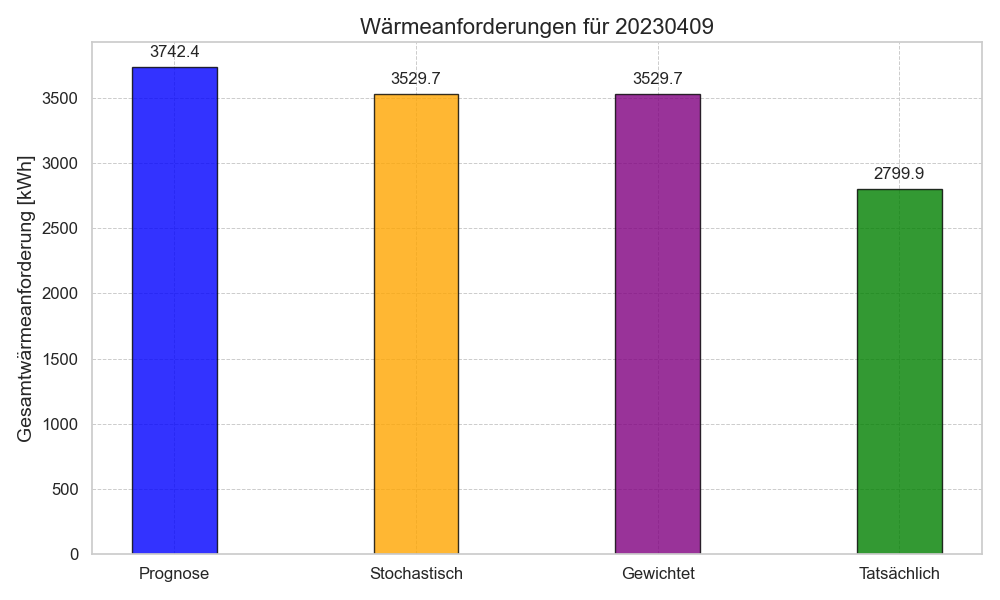 Wärmeanforderungen für 20230409
3742.4
3529.7
3529.7
2799.9
Gesamtwärmeanforderung [kWh]
3500
3000
2500
2000
1500
1000
500
0
Prognose
Stochastisch
Gewichtet
Tatsächlich